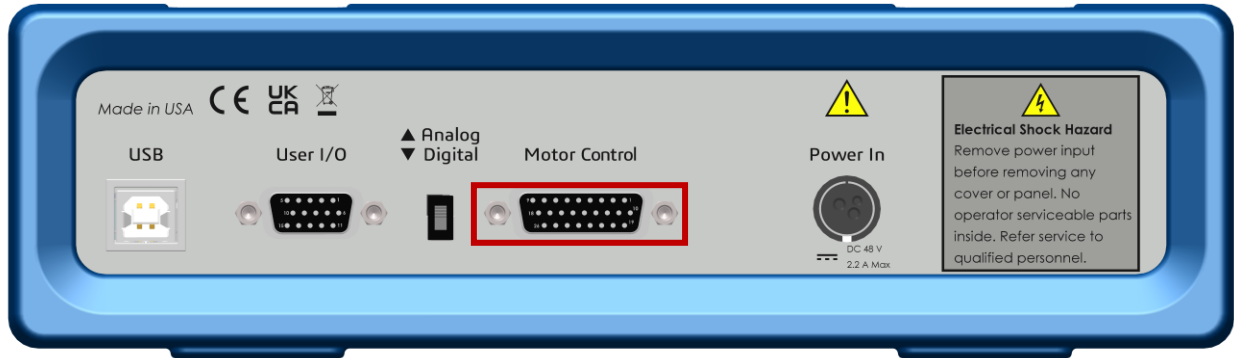 Made in USA
CE
UK
CA
USB
User I/O
▲ Analog
▼ Digital
Motor Control
Power In
DC 48 V
2.2 A Max
Electrical Shock Hazard
Remove power input
before removing any
cover or panel. No
operator serviceable parts
inside. Refer service to
qualified personnel.